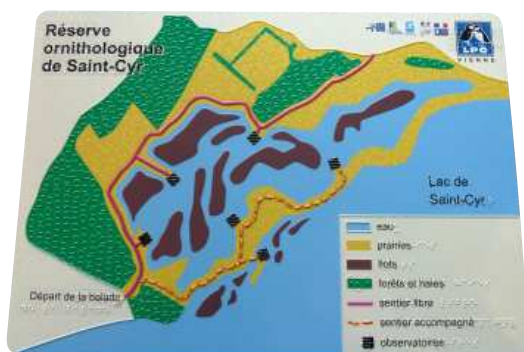 Réserve
ornithologique
de Saint-Cyr
LPO
VIENNE
Lac de
Saint-Cyr
eau
prairies
îlots
forêts et haies
sentier libre
sentier accompagné
observatoires
Départ de la balade